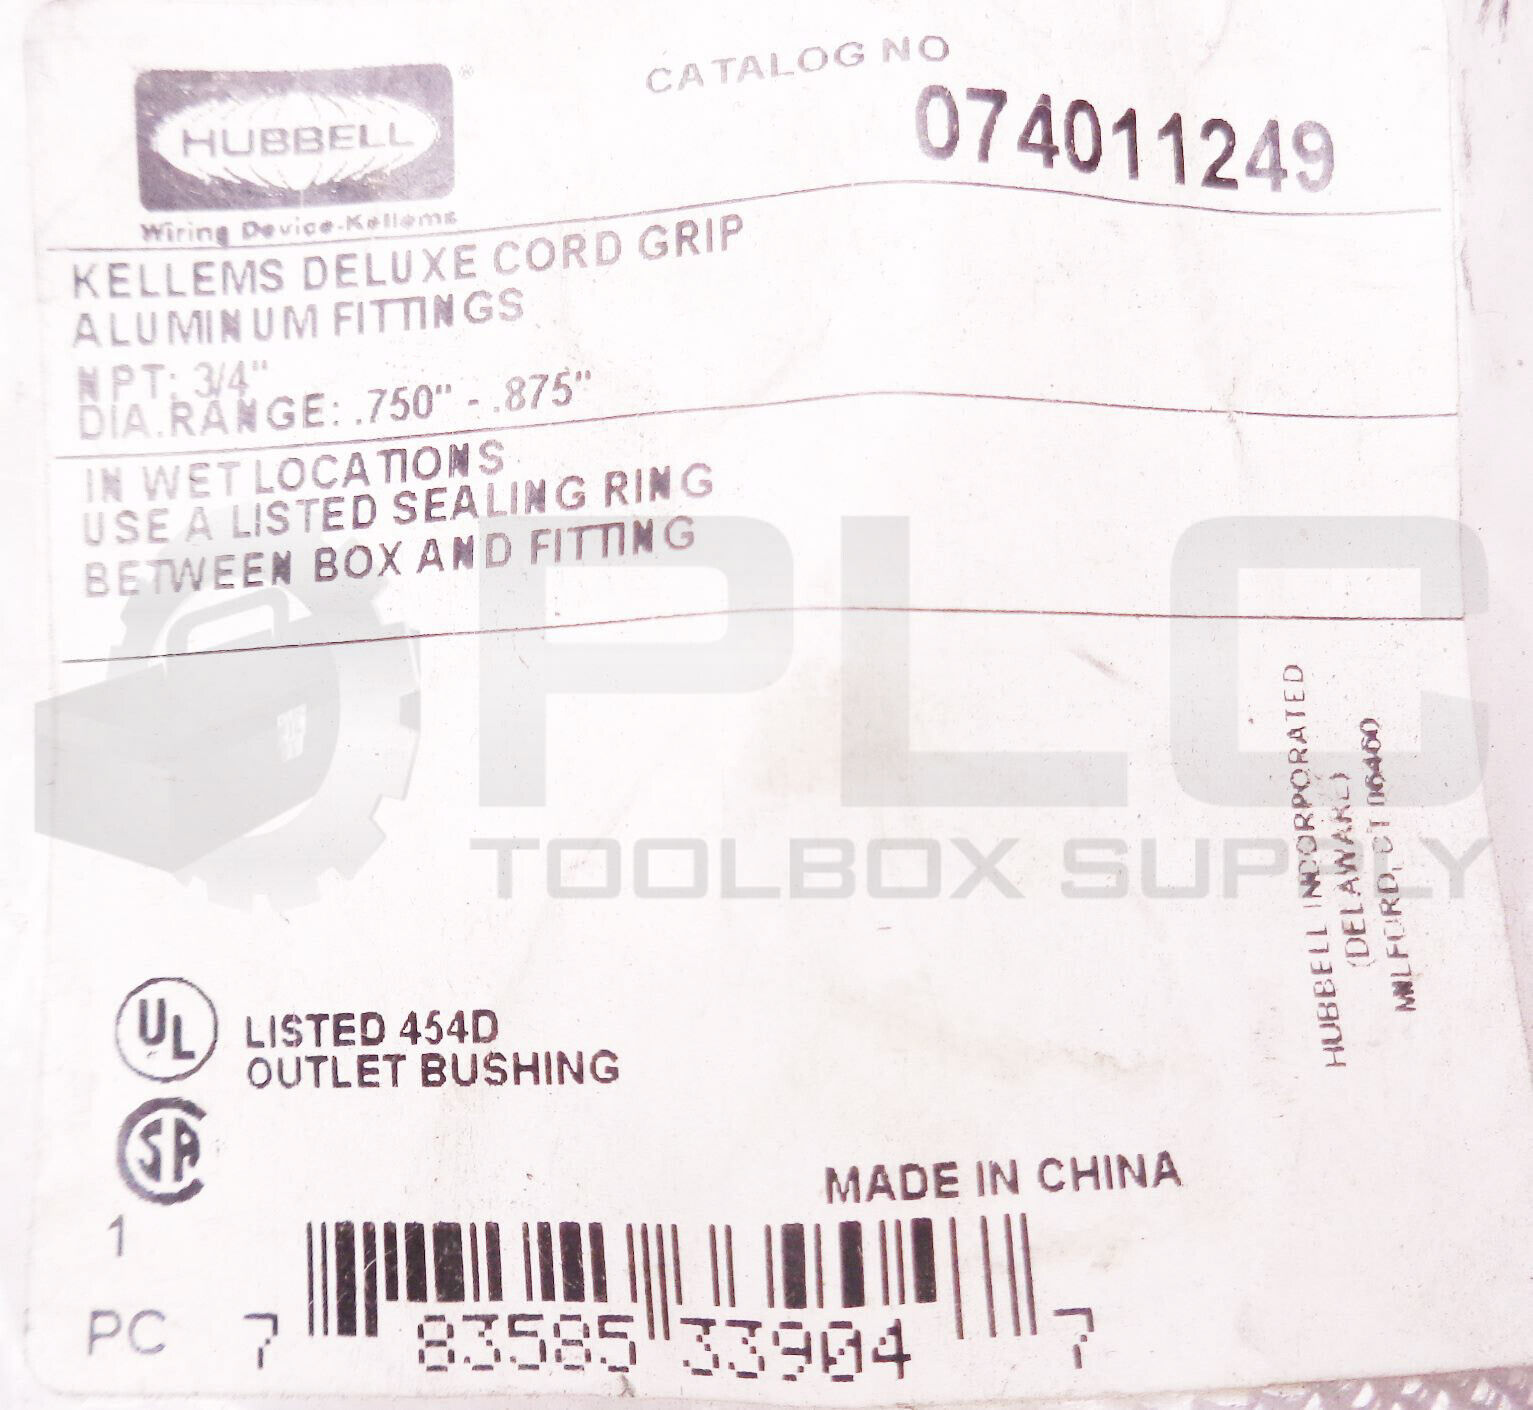 CATALOG NO
074011249
HUBBELL
Wiring Device-Kellems
KELLEMS DELUXE CORD GRIP
ALUMINUM FITTINGS
NPT: 3/4"
DIA.RANGE: .750" - .875"
IN WET LOCATIONS
USE A LISTED SEALING RING
BETWEEN BOX AND FITTING
PLC
TOOLBOX SUPPLY
HUBBELL INCORPORATED
(DELAWARE)
MILFORD, CT 06460
UL
LISTED 454D
OUTLET BUSHING
SA
MADE IN CHINA
1
PC
7 83585 33904 7